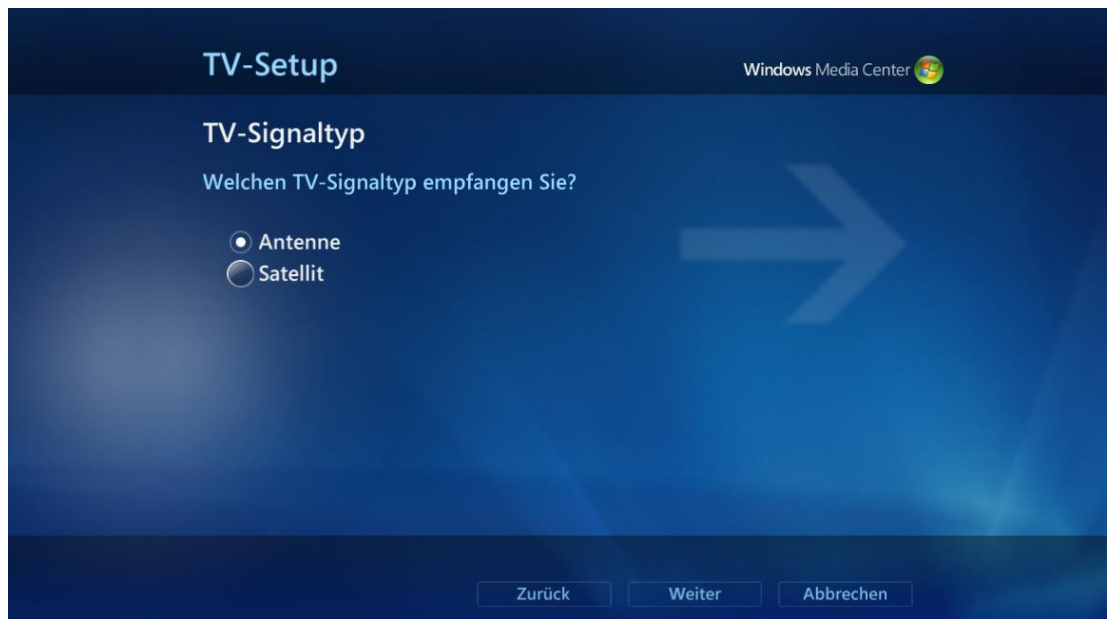 TV-Setup
Windows Media Center
TV-Signaltyp
Welchen TV-Signaltyp empfangen Sie?
Antenne
Satellit
Zurück Weiter Abbrechen